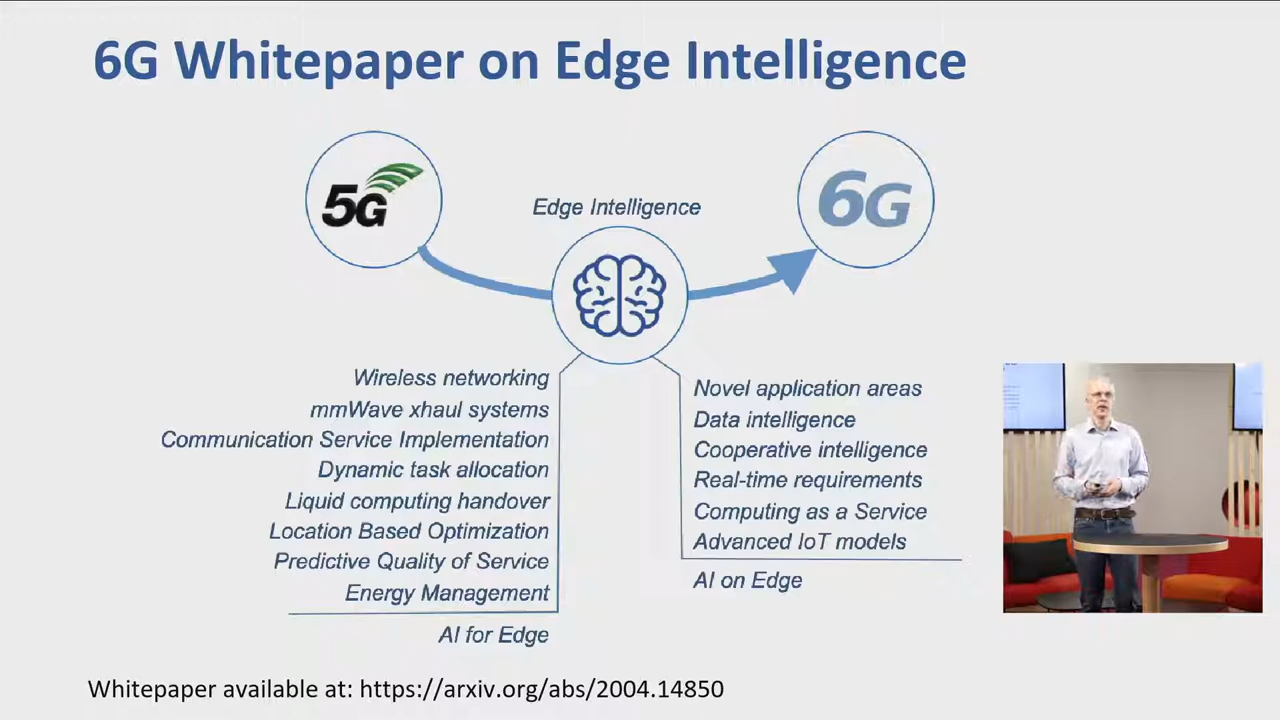 6G Whitepaper on Edge Intelligence
5G
6G
Edge Intelligence
Wireless networking
mmWave xhaul systems
Communication Service Implementation
Dynamic task allocation
Liquid computing handover
Location Based Optimization
Predictive Quality of Service
Energy Management
AI for Edge
Novel application areas
Data intelligence
Cooperative intelligence
Real-time requirements
Computing as a Service
Advanced IoT models
AI on Edge
Whitepaper available at: https://arxiv.org/abs/2004.14850